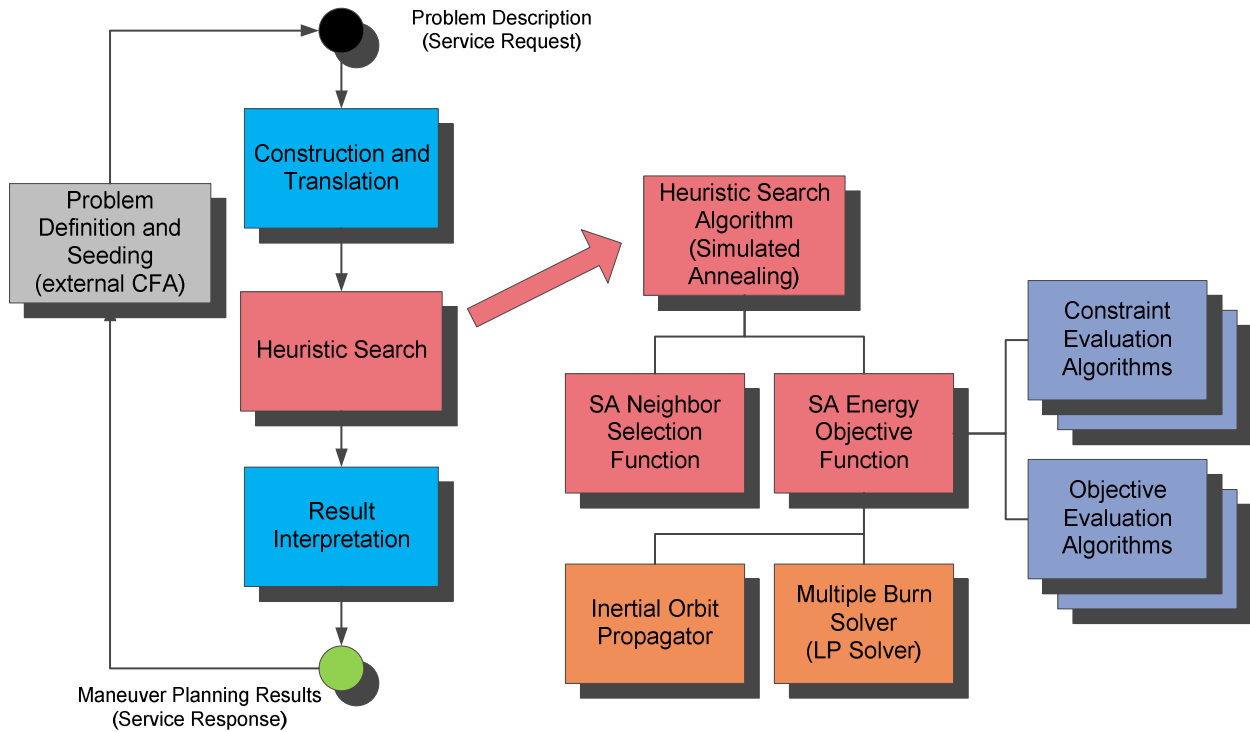 Problem Description
(Service Request)
Construction and
Translation
Problem
Definition and
Seeding
(external CFA)
Heuristic Search
Result
Interpretation
Maneuver Planning Results
(Service Response)
Heuristic Search
Algorithm
(Simulated
Annealing)
SA Neighbor
Selection
Function
SA Energy
Objective
Function
Constraint
Evaluation
Algorithms
Objective
Evaluation
Algorithms
Inertial Orbit
Propagator
Multiple Burn
Solver
(LP Solver)